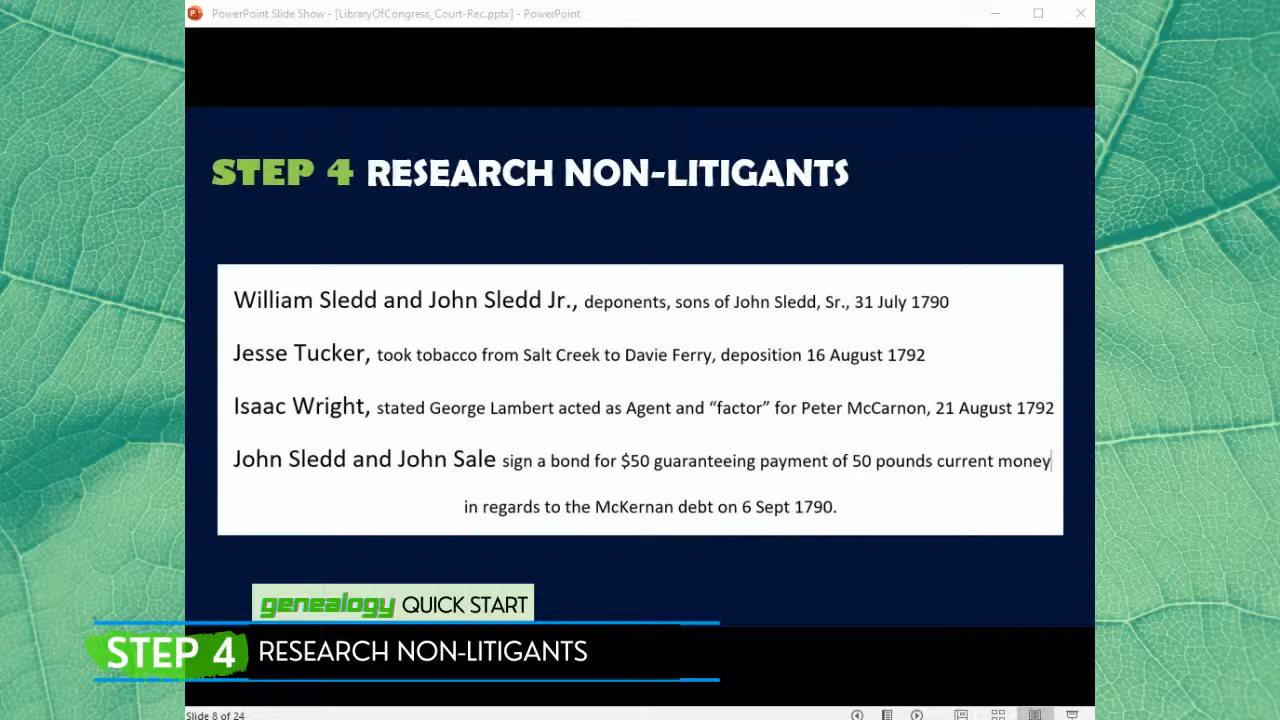 PowerPoint Slide Show - [LibraryOfCongress_Court-Rec.pptx] - PowerPoint
STEP 4 RESEARCH NON-LITIGANTS
William Sledd and John Sledd Jr., deponents, sons of John Sledd, Sr., 31 July 1790
Jesse Tucker, took tobacco from Salt Creek to Davie Ferry, deposition 16 August 1792
Isaac Wright, stated George Lambert acted as Agent and “factor” for Peter McCarnon, 21 August 1792
John Sledd and John Sale sign a bond for $50 guaranteeing payment of 50 pounds current money
in regards to the McKernan debt on 6 Sept 1790.
genealogy QUICK START
STEP 4 RESEARCH NON-LITIGANTS
Slide 8 of 24